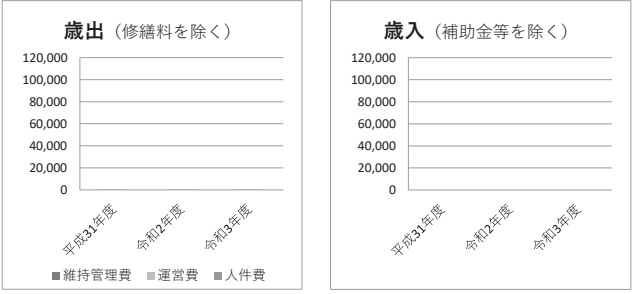 歳出（修繕料を除く）
120,000
100,000
80,000
60,000
40,000
20,000
0
平成31年度
令和2年度
令和3年度
■維持管理費 ■運営費 ■人件費
歳入（補助金等を除く）
120,000
100,000
80,000
60,000
40,000
20,000
0
平成31年度
令和2年度
令和3年度